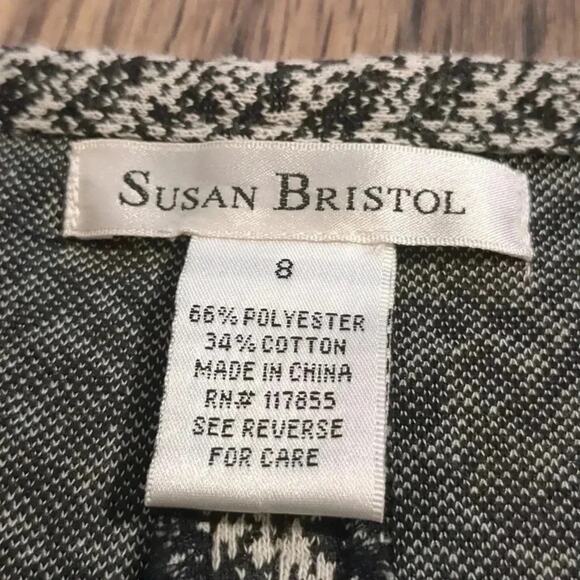 SUSAN BRISTOL
8
66% POLYESTER
34% COTTON
MADE IN CHINA
RN# 117855
SEE REVERSE
FOR CARE